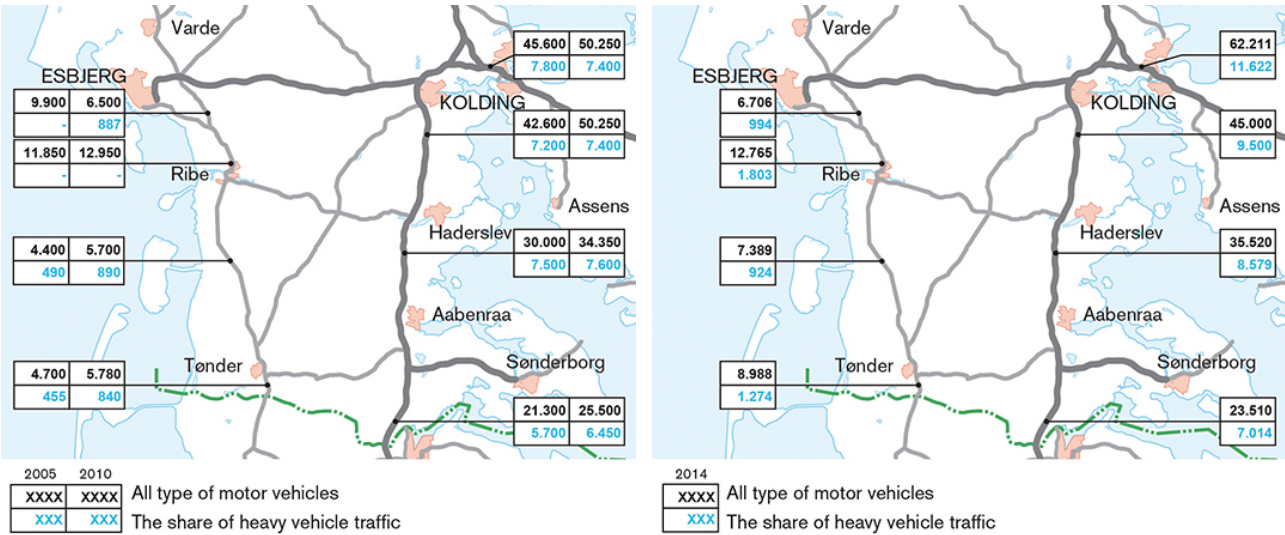 Varde
45.600 50.250
7.800 7.400
ESBJERG
9.900 6.500
- 887
KOLDING
42.600 50.250
7.200 7.400
11.850 12.950
- -
Ribe
Assens
Haderslev
30.000 34.350
7.500 7.600
4.400 5.700
490 890
Aabenraa
Tønder
Sønderborg
4.700 5.780
455 840
21.300 25.500
5.700 6.450
2005 2010
XXXX XXXX All type of motor vehicles
XXX XXX The share of heavy vehicle traffic
Varde
62.211
11.622
ESBJERG
6.706
994
KOLDING
45.000
9.500
12.765
1.803
Ribe
Assens
Haderslev
35.520
8.579
7.389
924
Aabenraa
Tønder
Sønderborg
8.988
1.274
23.510
7.014
2014
XXXX All type of motor vehicles
XXX The share of heavy vehicle traffic